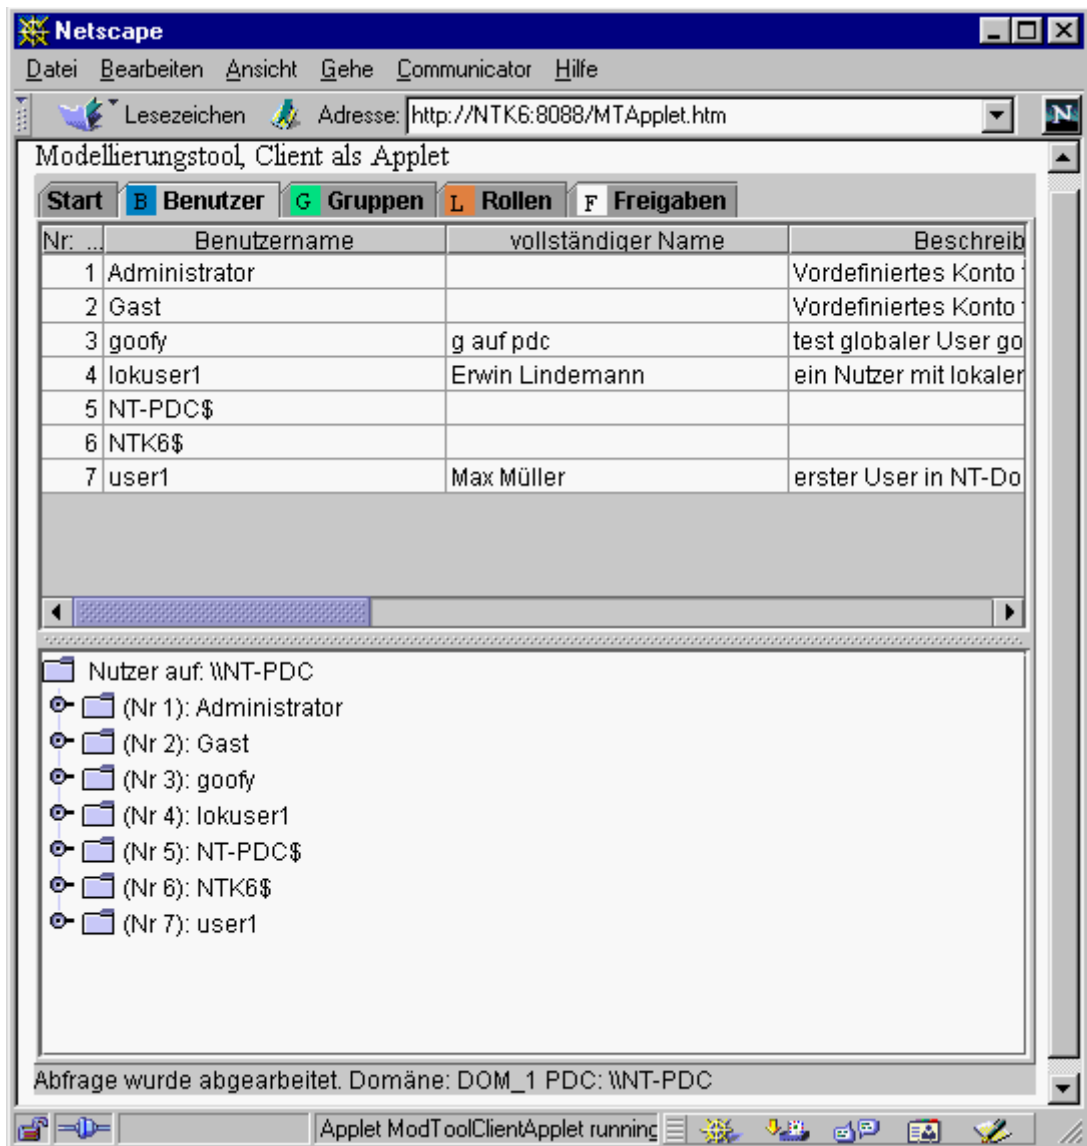 Netscape
Datei Bearbeiten Ansicht Gehe Communicator Hilfe
Lesezeichen Adresse: http://NTK6:8088/MTApplet.htm N
Modellierungstool, Client als Applet
Start B Benutzer G Gruppen L Rollen F Freigaben
Nr: ... Benutzername vollständiger Name Beschreib
1 Administrator Vordefiniertes Konto
2 Gast Vordefiniertes Konto
3 goofy g auf pdc test globaler User go
4 lokuser1 Erwin Lindemann ein Nutzer mit lokaler
5 NT-PDC$
6 NTK6$
7 user1 Max Müller erster User in NT-Do
Nutzer auf: \\NT-PDC
(Nr 1): Administrator
(Nr 2): Gast
(Nr 3): goofy
(Nr 4): lokuser1
(Nr 5): NT-PDC$
(Nr 6): NTK6$
(Nr 7): user1
Abfrage wurde abgearbeitet. Domäne: DOM_1 PDC: \\NT-PDC
Applet ModToolClientApplet running